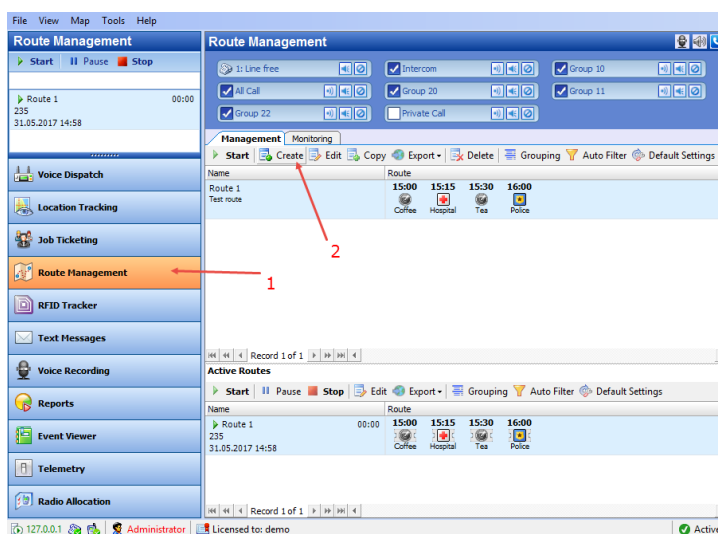 File View Map Tools Help
Route Management
Start Pause Stop
Route 1 00:00
235
31.05.2017 14:58
Voice Dispatch
Location Tracking
Job Ticketing
Route Management
RFID Tracker
Text Messages
Voice Recording
Reports
Event Viewer
Telemetry
Radio Allocation
Route Management
1: Line free Intercom Group 10
All Call Group 20 Group 11
Group 22 Private Call
Management Monitoring
Start Create Edit Copy Export Delete Grouping Auto Filter Default Settings
Name Route
Route 1 15:00 15:15 15:30 16:00
Test route
Coffee Hospital Tea Police
2
1
Record 1 of 1
Active Routes
Start Pause Stop Edit Export Grouping Auto Filter Default Settings
Name Route
Route 1 00:00 15:00 15:15 15:30 16:00
235
Coffee Hospital Tea Police
31.05.2017 14:58
Record 1 of 1
127.0.0.1 Administrator Licensed to: demo Active